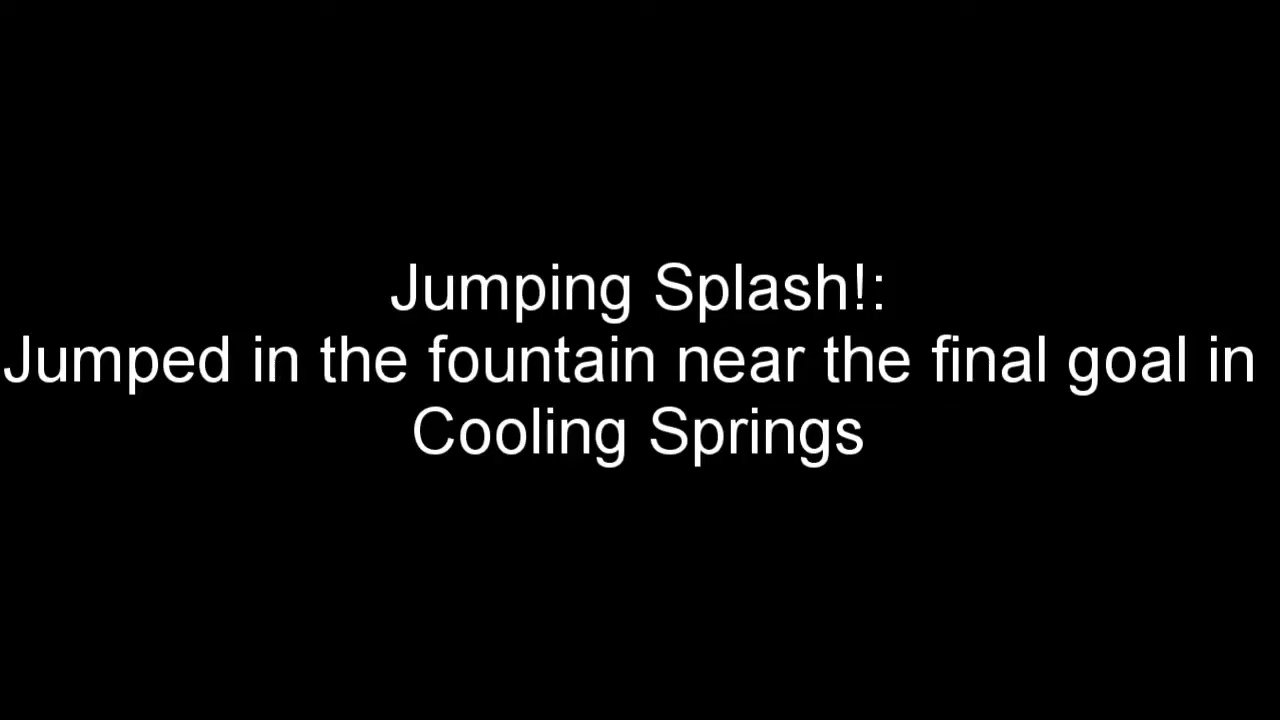 Jumping Splash!:
Jumped in the fountain near the final goal in
Cooling Springs